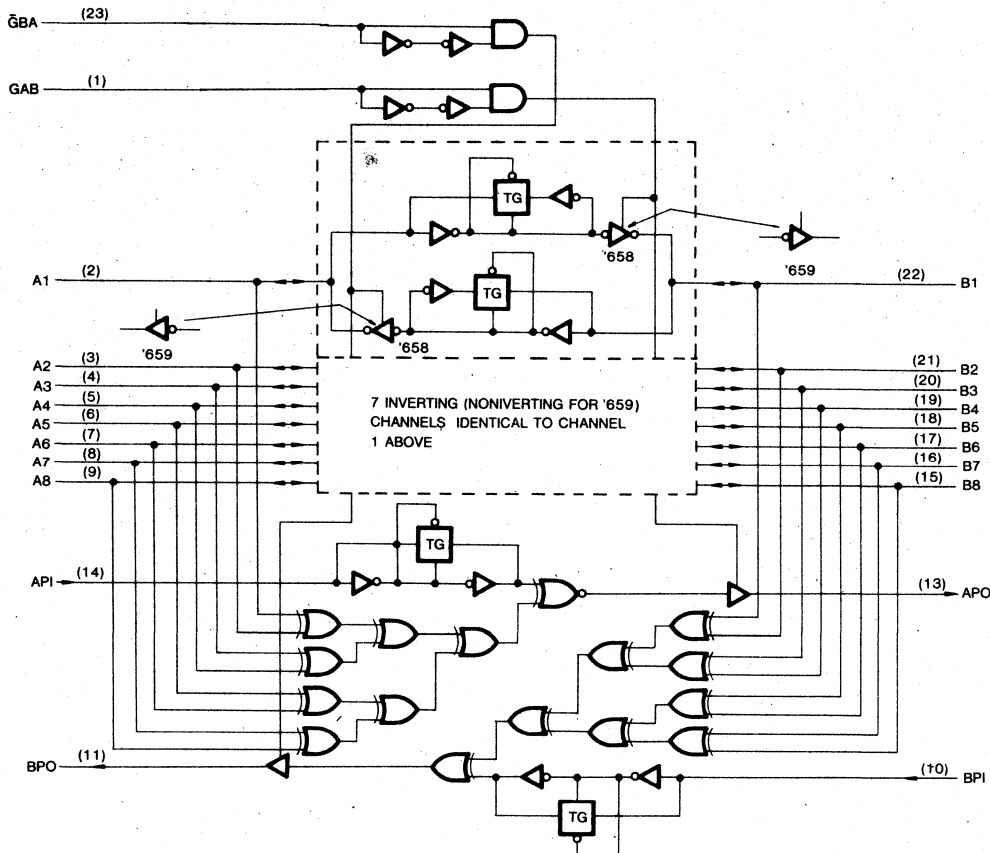 ḠBA (23)
GAB (1)
TG
'658
'659
TG
A1 (2)
(22) B1
'659
'658
A2 (3)
A3 (4)
A4 (5)
A5 (6)
A6 (7)
A7 (8)
A8 (9)
7 INVERTING (NONIVERTING FOR '659)
CHANNELS IDENTICAL TO CHANNEL
1 ABOVE
(21) B2
(20) B3
(19) B4
(18) B5
(17) B6
(16) B7
(15) B8
TG
API (14)
(13) APO
BPO (11)
(10) BPI
TG